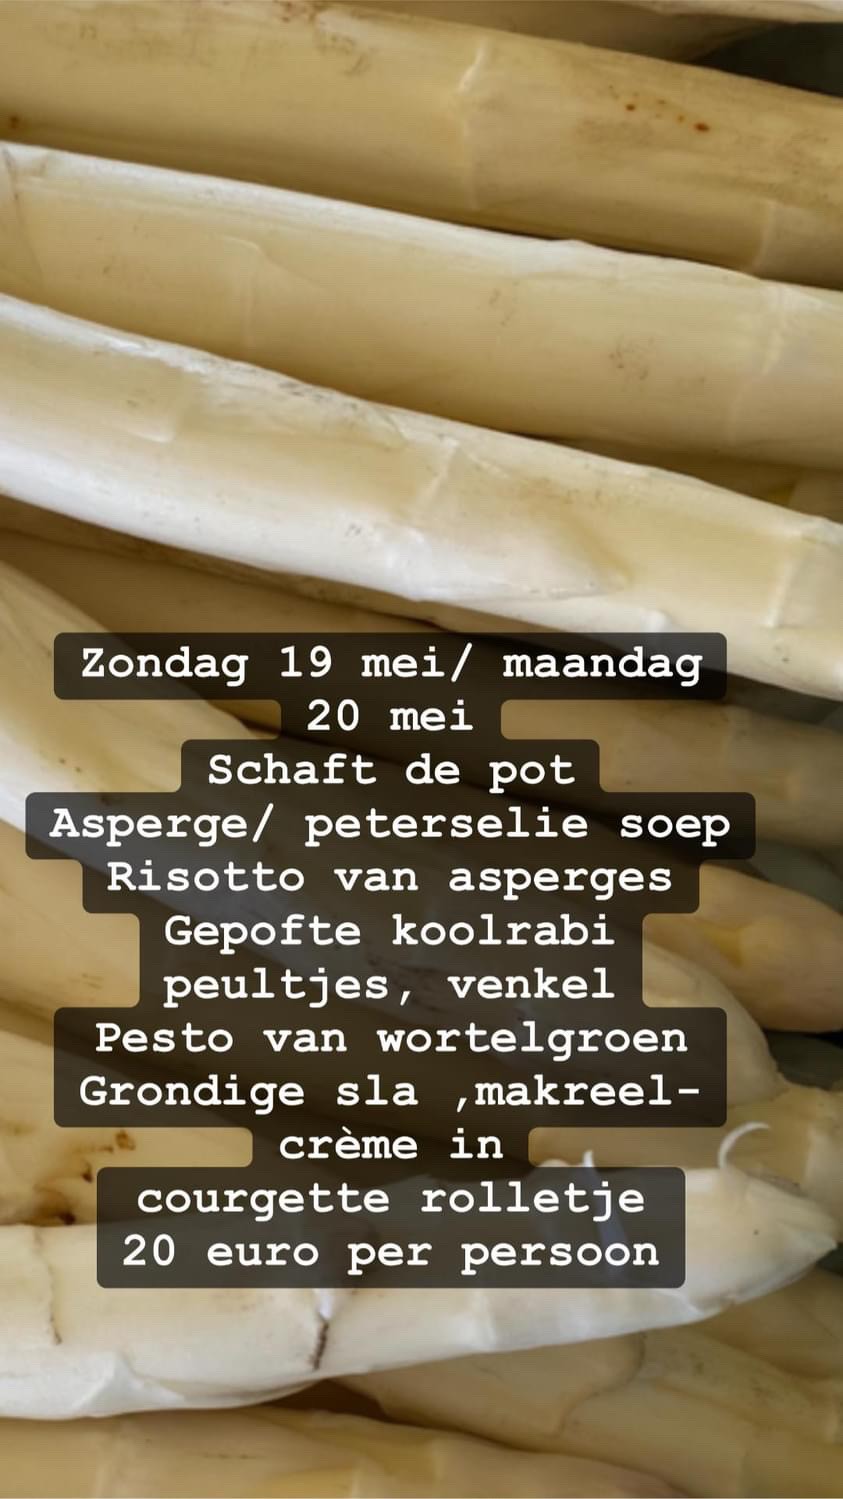 Zondag 19 mei/ maandag
20 mei
Schaft de pot
Asperge/ peterselie soep
Risotto van asperges
Gepofte koolrabi
peultjes, venkel
Pesto van wortelgroen
Grondige sla ,makreel-
crème in
courgette rolletje
20 euro per persoon